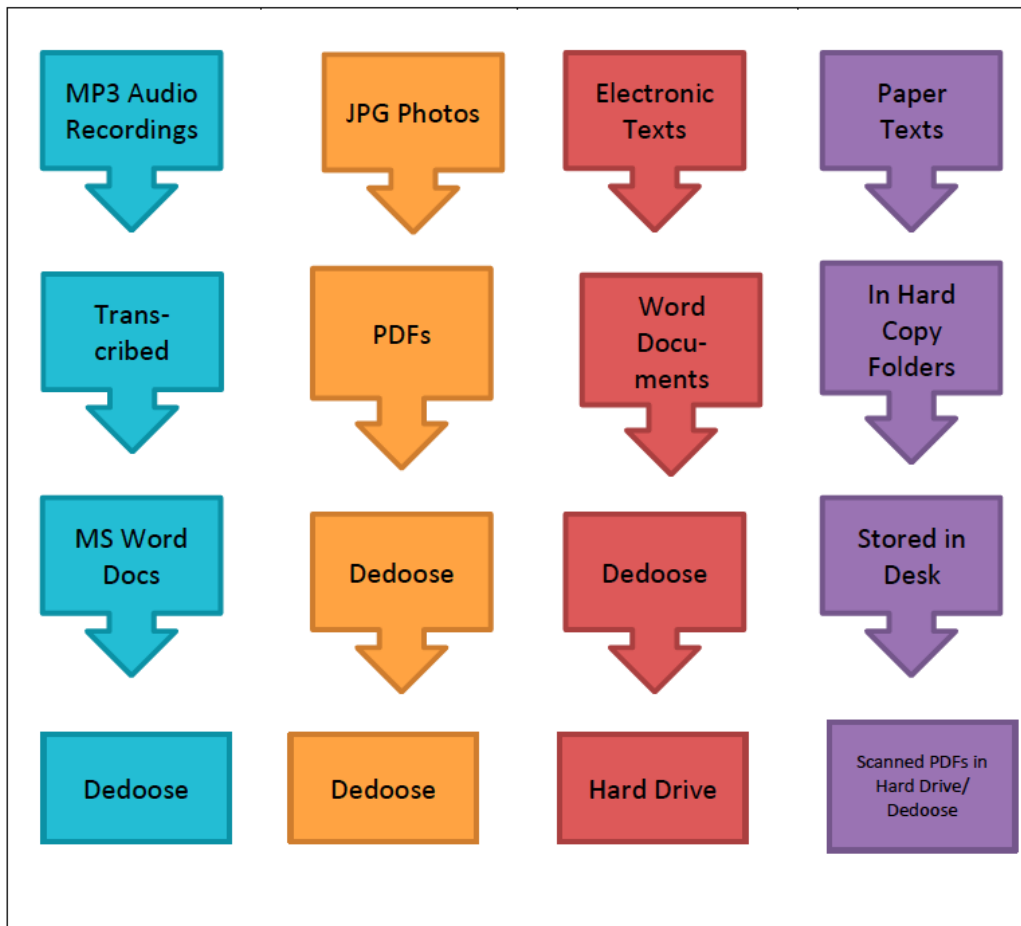 MP3 Audio
Recordings
JPG Photos
Electronic
Texts
Paper
Texts
Trans-
cribed
PDFs
Word
Docu-
ments
In Hard
Copy
Folders
MS Word
Docs
Dedoose
Dedoose
Stored in
Desk
Dedoose
Dedoose
Hard Drive
Scanned PDFs in
Hard Drive/
Dedoose